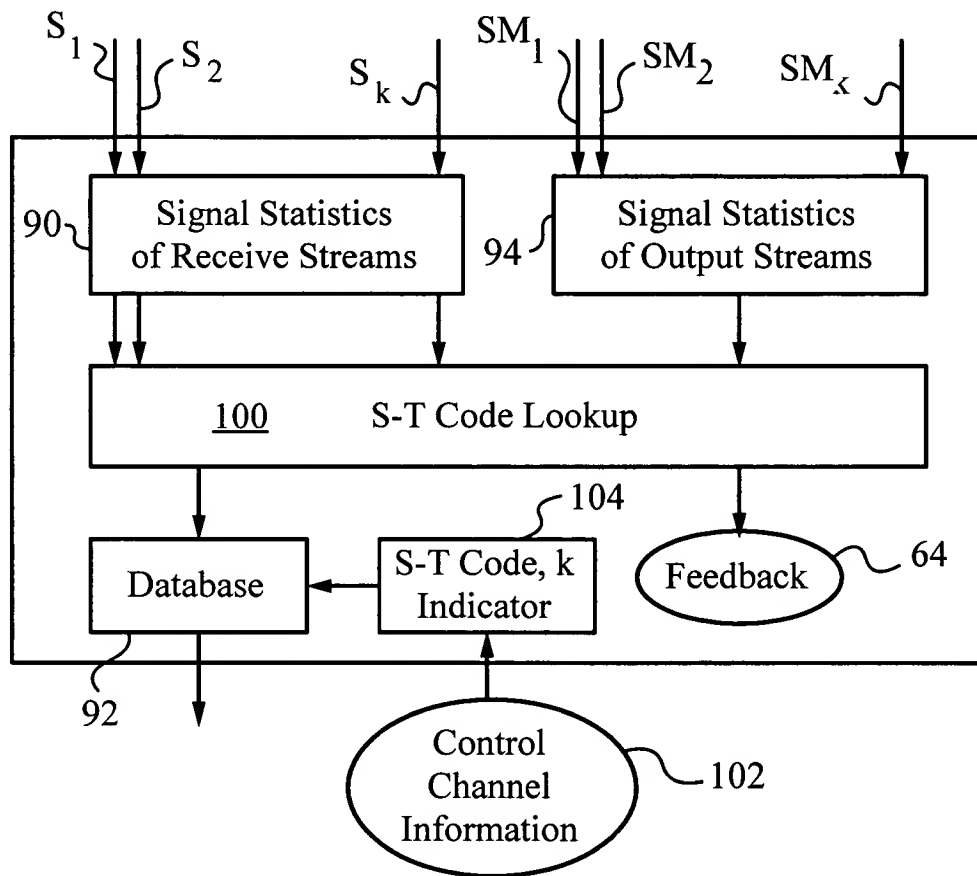 S1
S2
Sk
SM1
SM2
SMk
90
Signal Statistics
of Receive Streams
94
Signal Statistics
of Output Streams
100
S-T Code Lookup
104
Database
S-T Code, k
Indicator
Feedback
64
92
Control
Channel
Information
102